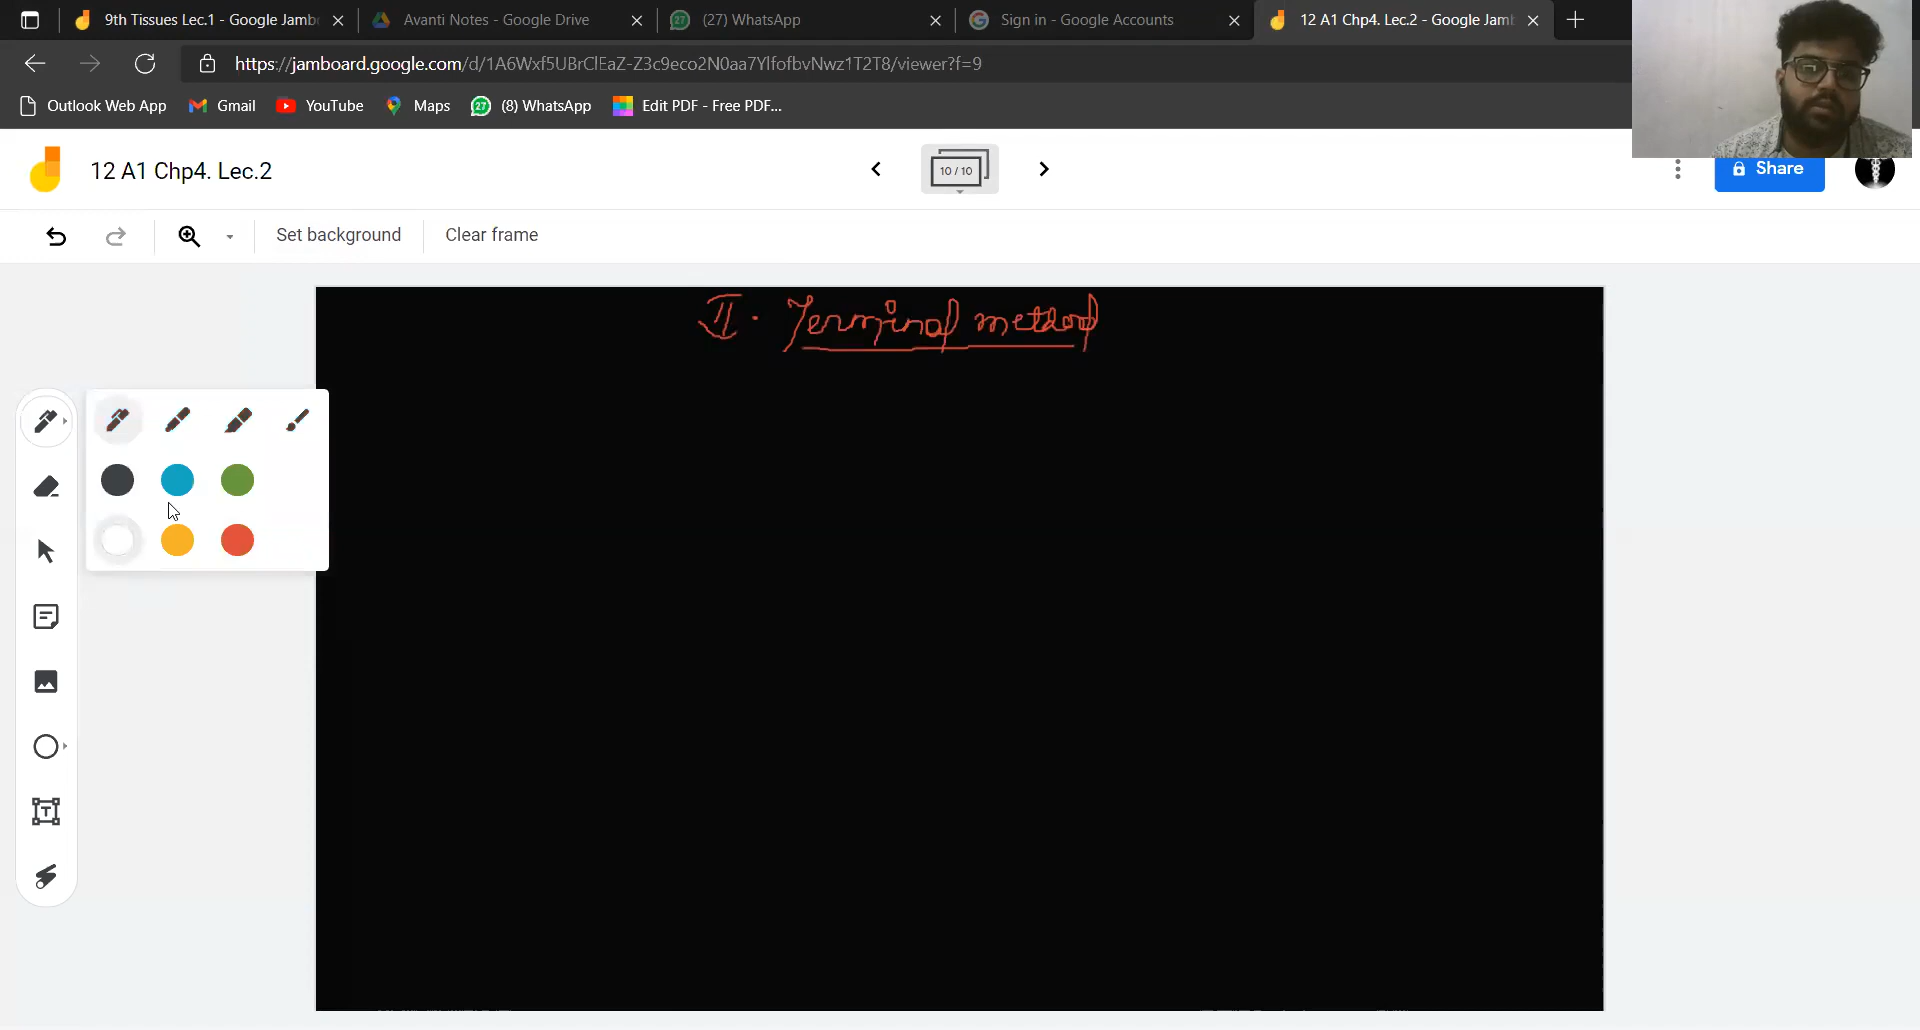 9th Tissues Lec.1 - Google Jambo
Avanti Notes - Google Drive
27
(27) WhatsApp
Sign in - Google Accounts
12 A1 Chp4. Lec.2 - Google Jamb
https://jamboard.google.com/d/1A6Wxf5UBrClEaZ-Z3c9eco2N0aa7YlfofbvNwz1T2T8/viewer?f=9
Outlook Web App
Gmail
YouTube
Maps
27
(8) WhatsApp
Edit PDF - Free PDF...
12 A1 Chp4. Lec.2
10 / 10
Share
Set background
Clear frame
II. Terminal method